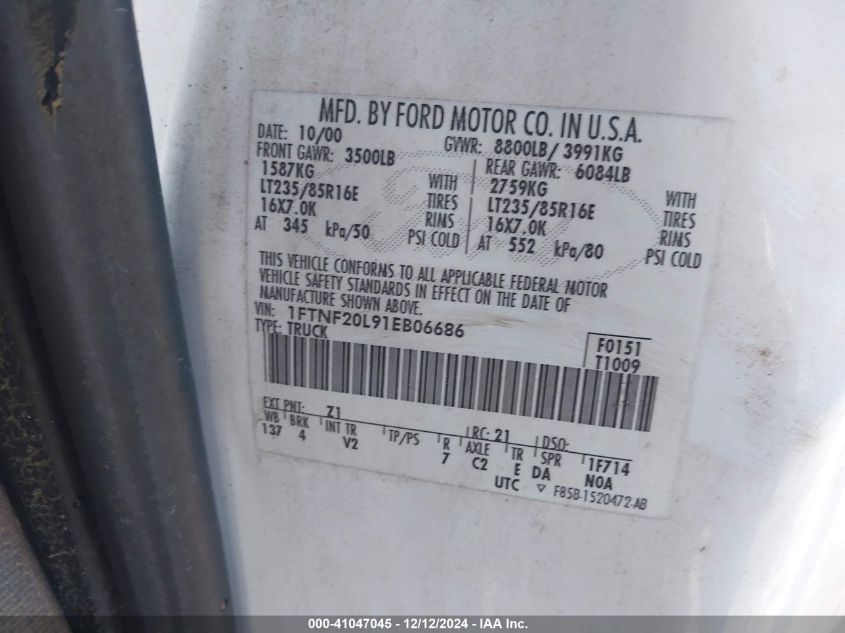 MFD. BY FORD MOTOR CO. IN U.S.A.
DATE: 10/00 GVWR: 8800LB/ 3991KG
FRONT GAWR: 3500LB REAR GAWR: 6084LB
1587KG WITH 2759KG WITH
LT235/85R16E TIRES LT235/85R16E TIRES
16X7.0K RIMS 16X7.0K RIMS
AT 345 kPa/50 PSI COLD AT 552 kPa/80 PSI COLD
THIS VEHICLE CONFORMS TO ALL APPLICABLE FEDERAL MOTOR
VEHICLE SAFETY STANDARDS IN EFFECT ON THE DATE OF
MANUFACTURE SHOWN ABOVE.
VIN: 1FTNF20L91EB06686
TYPE: TRUCK
F0151
T1009
EXT PNT: Z1 RC: 21 DSO:
WB BRK INT TR TP/PS R AXLE TR SPR 1F714
137 4 V2 7 C2 E DA N0A
UTC F85B-1520472-AB
000-41047045 - 12/12/2024 - IAA Inc.